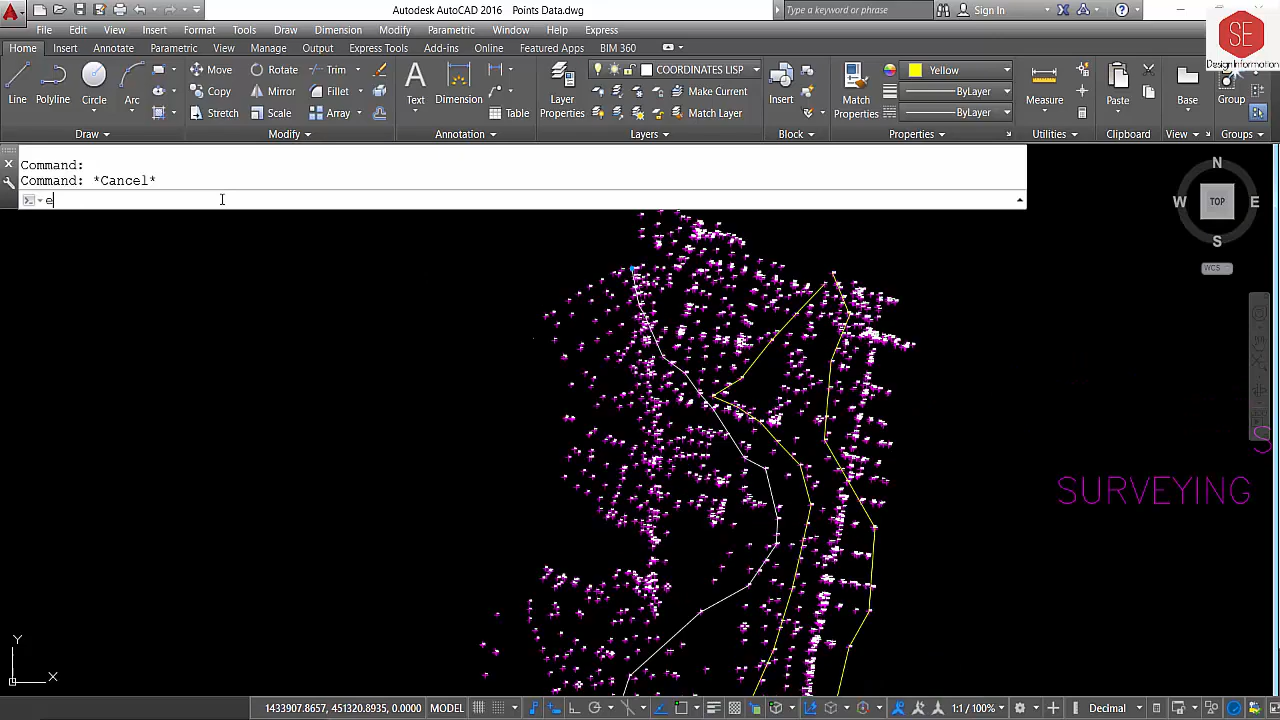 Autodesk AutoCAD 2016 Points Data.dwg
Type a keyword or phrase
Sign In
File Edit View Insert Format Tools Draw Dimension Modify Parametric Window Help Express
SE
Design Information
Home Insert Annotate Parametric View Manage Output Express Tools Add-ins Online Featured Apps BIM 360
Line Polyline Circle Arc
Move Rotate Trim
Copy Mirror Fillet
Stretch Scale Array
Text Dimension Table
Layer Properties
COORDINATES LISP
Make Current
Match Layer
Insert
Match Properties
Yellow
ByLayer
ByLayer
Measure
Paste
Base
Group
Draw Modify Annotation Layers Block Properties Utilities Clipboard View Groups
Command:
Command: *Cancel*
e
N
W TOP E
S
WCS
S
SURVEYING
Y
X
1433907.8657, 451320.8935, 0.0000 MODEL 1:1 / 100% Decimal